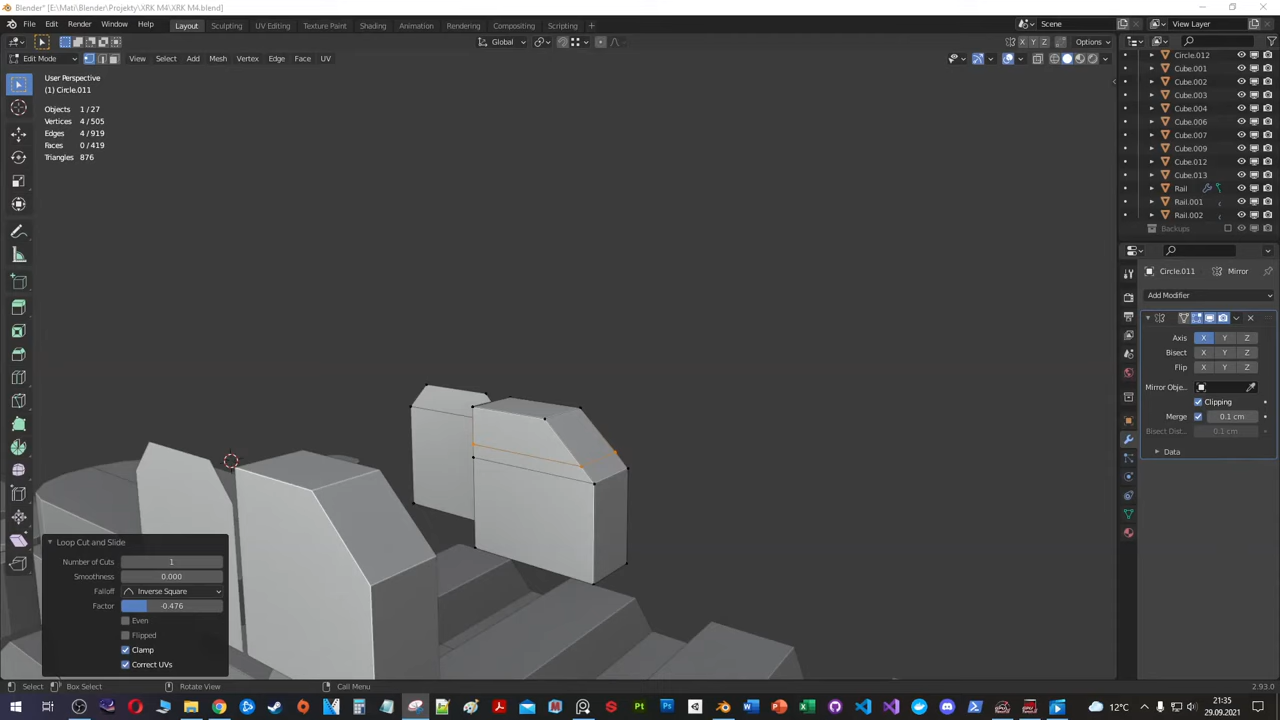 Blender* [E:\Mati\Blender\Projekty\XRK M4\XRK M4.blend]
File Edit Render Window Help Layout Sculpting UV Editing Texture Paint Shading Animation Rendering Compositing Scripting Scene View Layer
Global Options
X Y Z
Edit Mode View Select Add Mesh Vertex Edge Face UV
User Perspective
(1) Circle.011
Objects 1 / 27
Vertices 4 / 505
Edges 4 / 919
Faces 0 / 419
Triangles 876
Circle.012
Cube.001
Cube.002
Cube.003
Cube.004
Cube.006
Cube.007
Cube.009
Cube.012
Cube.013
Rail
Rail.001
Rail.002
Backups
Circle.011 Mirror
Add Modifier
Axis X Y Z
Bisect X Y Z
Flip X Y Z
Mirror Obje..
Clipping
Merge 0.1 cm
Bisect Dist.. 0.1 cm
Data
Loop Cut and Slide
Number of Cuts 1
Smoothness 0.000
Falloff Inverse Square
Factor -0.476
Even
Flipped
Clamp
Correct UVs
Select Box Select Rotate View Call Menu 2.93.0
12°C
21:35
29.09.2021